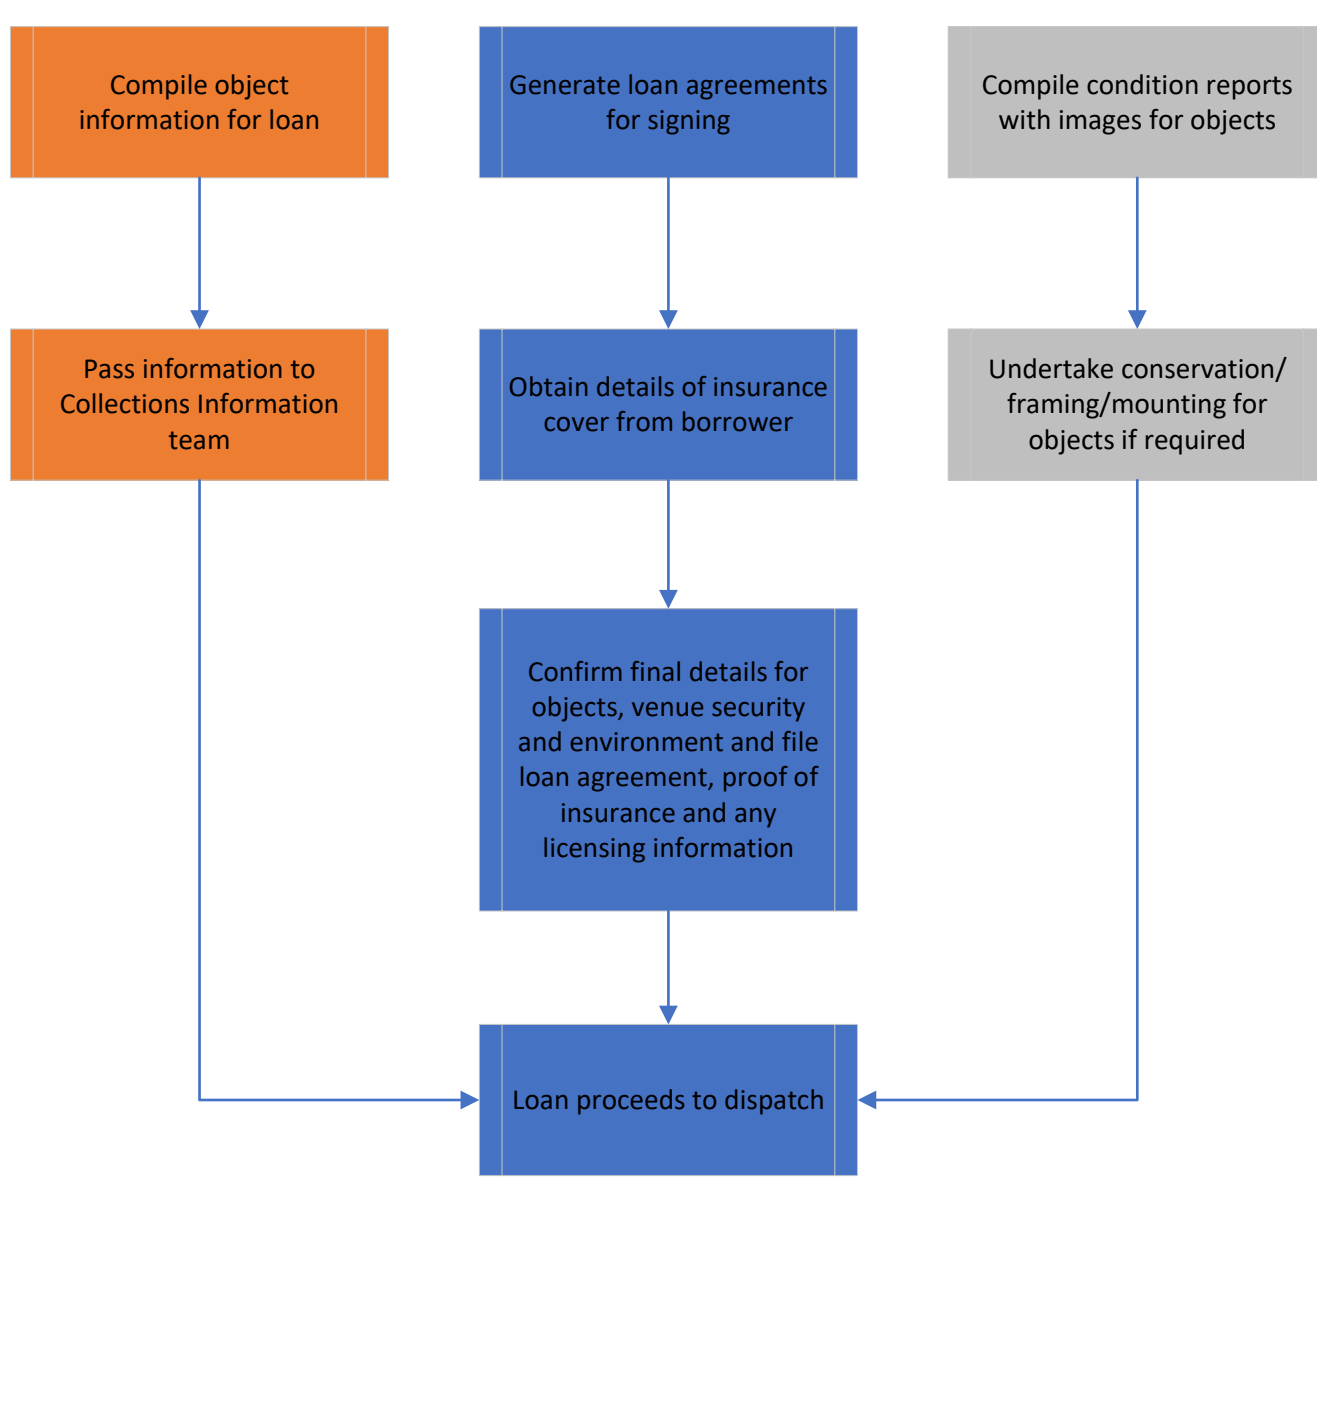 Compile object
information for loan
Generate loan agreements
for signing
Compile condition reports
with images for objects
Pass information to
Collections Information
team
Obtain details of insurance
cover from borrower
Undertake conservation/
framing/mounting for
objects if required
Confirm final details for
objects, venue security
and environment and file
loan agreement, proof of
insurance and any
licensing information
Loan proceeds to dispatch